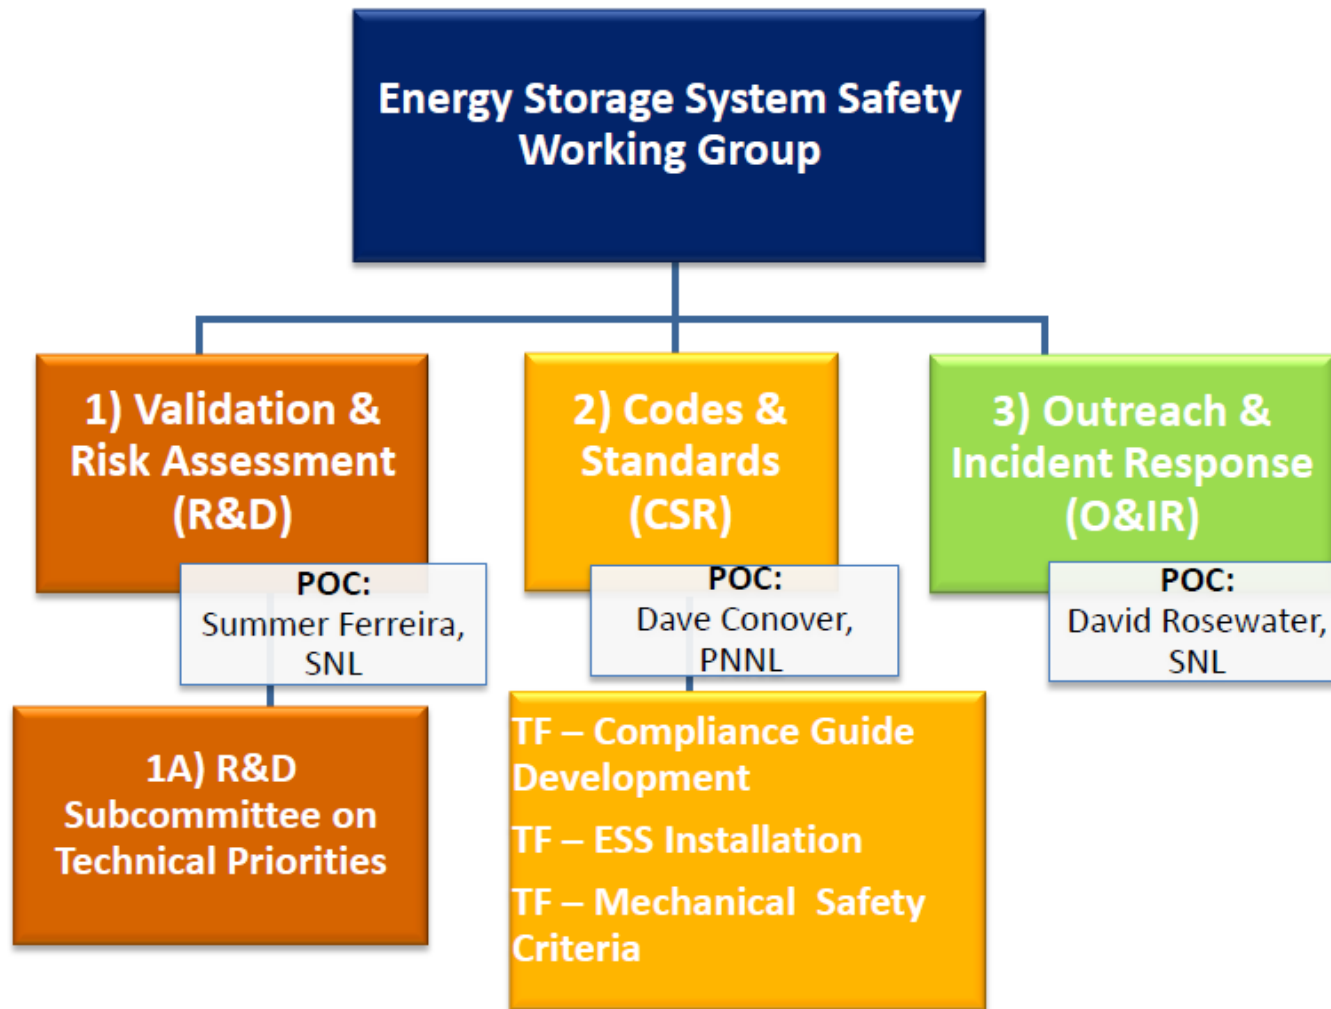 Energy Storage System Safety
Working Group
1) Validation &
Risk Assessment
(R&D)
POC:
Summer Ferreira,
SNL
2) Codes &
Standards
(CSR)
POC:
Dave Conover,
PNNL
3) Outreach &
Incident Response
(O&IR)
POC:
David Rosewater,
SNL
1A) R&D
Subcommittee on
Technical Priorities
TF – Compliance Guide
Development
TF – ESS Installation
TF – Mechanical Safety
Criteria